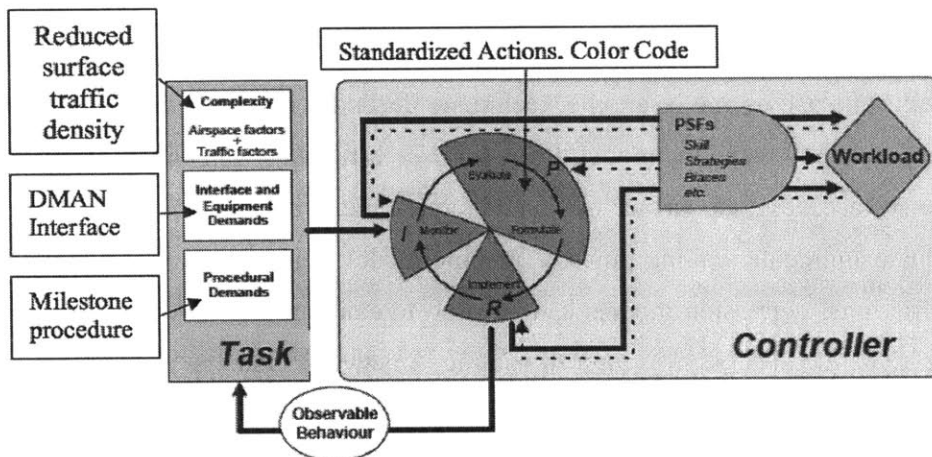 Reduced
surface
traffic
density
DMAN
Interface
Milestone
procedure
Complexity
Airspace factors
+
Traffic factors
Interface and
Equipment
Demands
Procedural
Demands
Task
Standardized Actions. Color Code
Evaluate
P
Formulate
I
Monitor
Implement
R
PSFs
Skill
Strategies
Biases
etc.
Workload
Controller
Observable
Behaviour